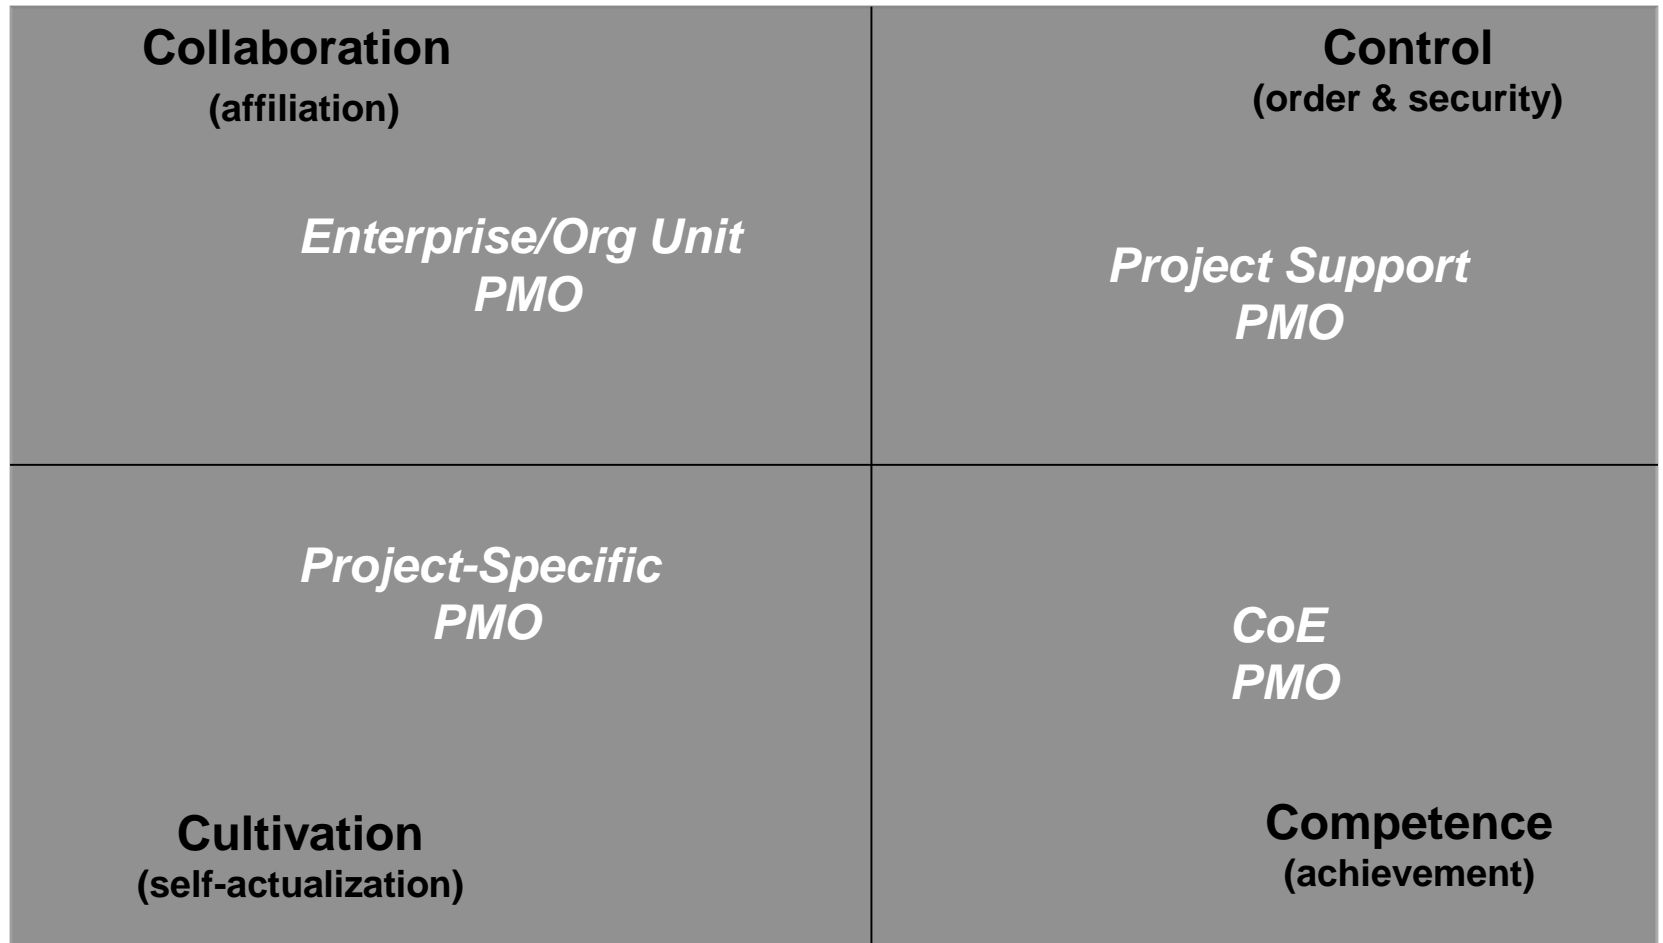 Collaboration
(affiliation)
Enterprise/Org Unit
PMO
Control
(order & security)
Project Support
PMO
Project-Specific
PMO
Cultivation
(self-actualization)
CoE
PMO
Competence
(achievement)